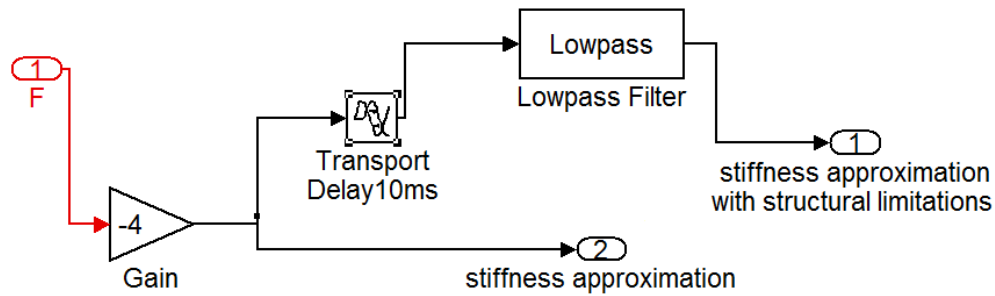 Lowpass
1
Lowpass Filter
F
1
Transport
Delay10ms
stiffness approximation
with structural limitations
-4
2
Gain
stiffness approximation